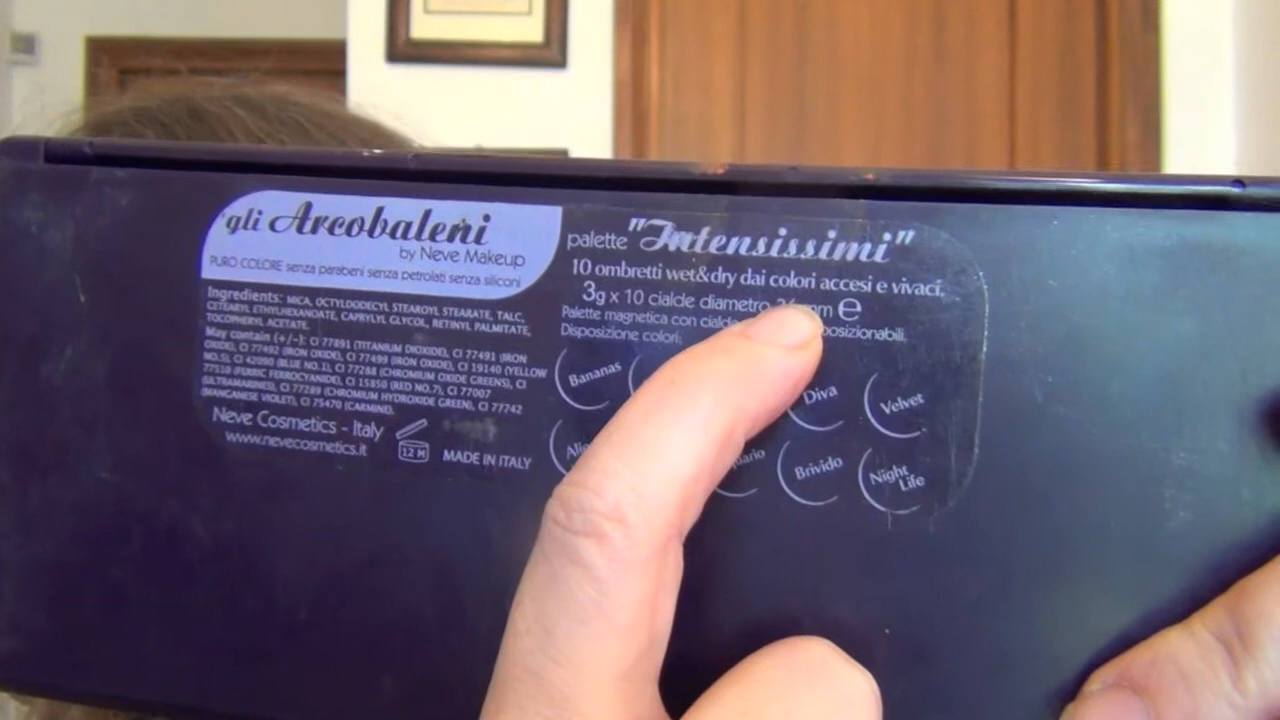 gli Arcobaleni
by Neve Makeup
PURO COLORE senza parabeni senza petrolati senza siliconi
Ingredients: MICA, OCTYLDODECYL STEAROYL STEARATE, TALC,
CETEARYL ETHYLHEXANOATE, CAPRYLYL GLYCOL, RETINYL PALMITATE,
TOCOPHERYL ACETATE.
May contain (+/-): CI 77891 (TITANIUM DIOXIDE), CI 77491 (IRON
OXIDE), CI 77492 (IRON OXIDE), CI 77499 (IRON OXIDE), CI 19140 (YELLOW
NO.5), CI 42090 (BLUE NO.1), CI 77288 (CHROMIUM OXIDE GREENS), CI
77510 (FERRIC FERROCYANIDE), CI 15850 (RED NO.7), CI 77007
(ULTRAMARINES), CI 77289 (CHROMIUM HYDROXIDE GREEN), CI 77742
(MANGANESE VIOLET), CI 75470 (CARMINE).
Neve Cosmetics - Italy
www.nevecosmetics.it
12 M
MADE IN ITALY
palette "Intensissimi"
10 ombretti wet&dry dai colori accesi e vivaci.
3g x 10 cialde diametro mm e
Palette magnetica con
Disposizione colori:
Bananas
Diva
Velvet
Brivido
Night
Life